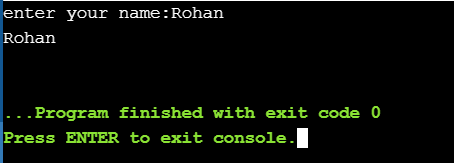 enter your name:Rohan
Rohan
...Program finished with exit code 0
Press ENTER to exit console.